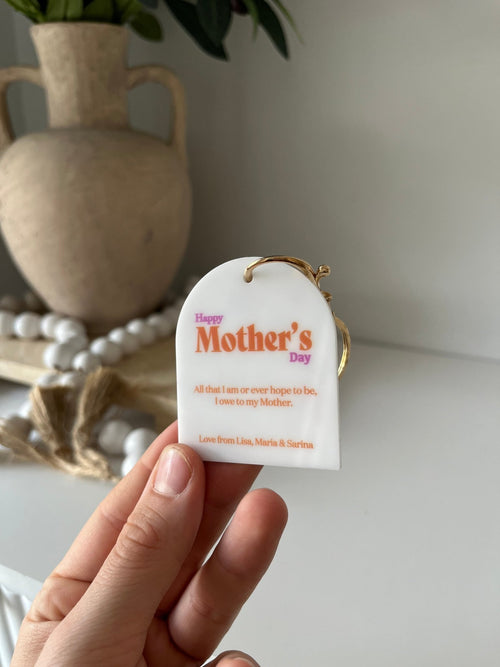 Happy
Mother's
Day
All that I am or ever hope to be,
I owe to my Mother.
Love from Lisa, Maria & Sarina